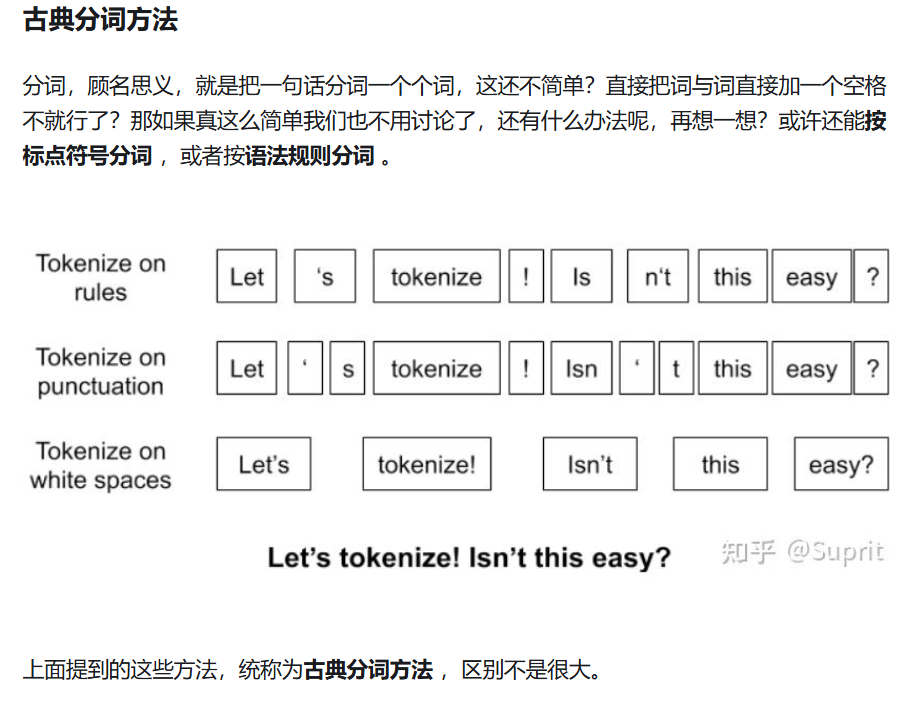 古典分词方法
分词，顾名思义，就是把一句话分词一个个词，这还不简单？直接把词与词直接加一个空格
不就行了？那如果真这么简单我们也不用讨论了，还有什么办法呢，再想一想？或许还能按
标点符号分词 ，或者按语法规则分词 。
Tokenize on
rules
Let ‘s tokenize ! Is n‘t this easy ?
Tokenize on
punctuation
Let ‘ s tokenize ! Isn ‘ t this easy ?
Tokenize on
white spaces
Let’s tokenize! Isn’t this easy?
Let’s tokenize! Isn’t this easy?
知乎 @Suprit
上面提到的这些方法，统称为古典分词方法 ，区别不是很大。